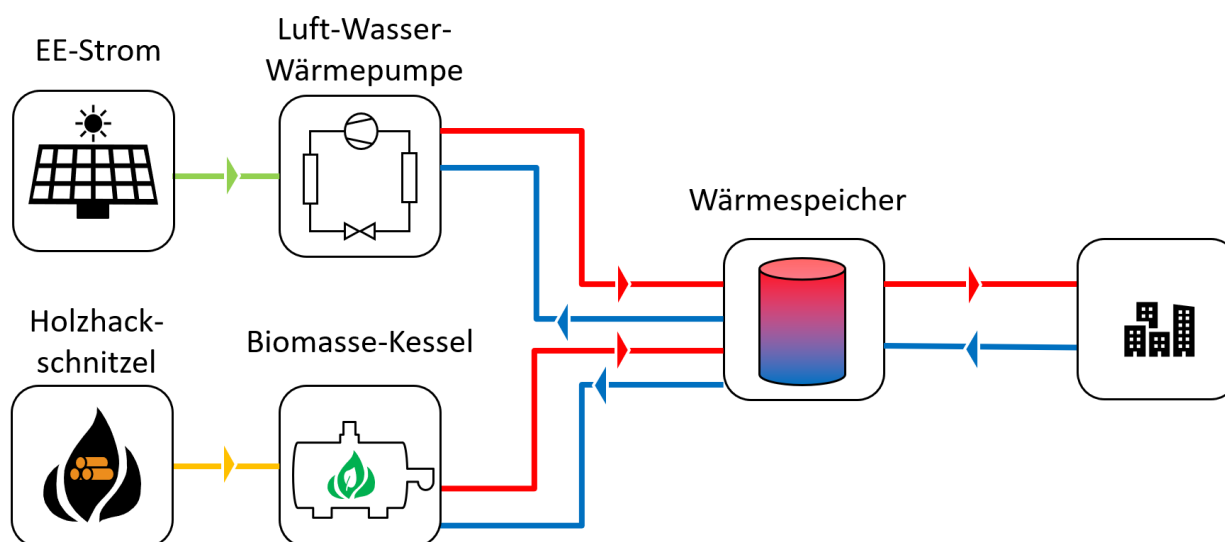 EE-Strom
Luft-Wasser-
Wärmepumpe
Wärmespeicher
Holzhack-
schnitzel
Biomasse-Kessel